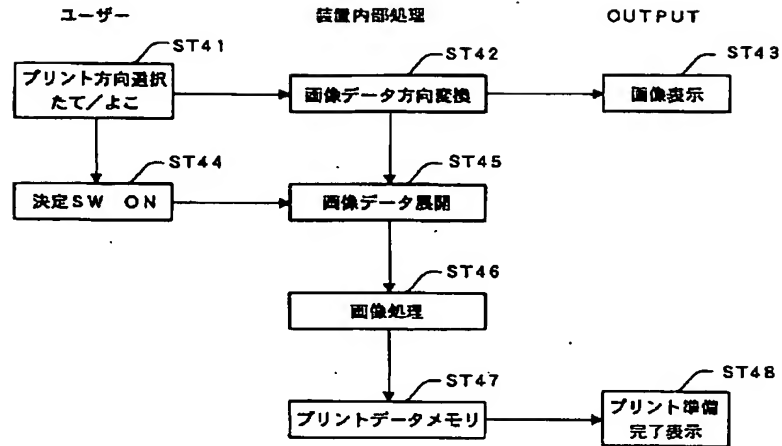 ユーザー 装置内部処理 OUTPUT
ST41 ST42 ST43
プリント方向選択
たて/よこ
画像データ方向変換
画像表示
ST44 ST45
決定SW ON
画像データ展開
ST46
画像処理
ST47 ST48
プリントデータメモリ
プリント準備
完了表示